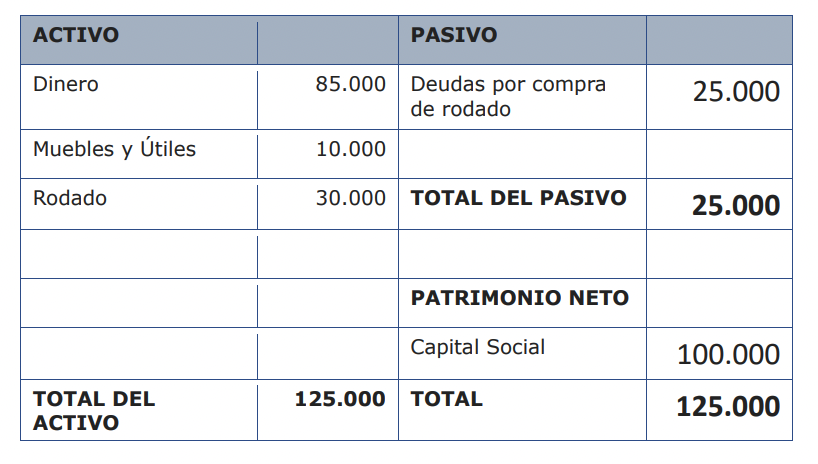 ACTIVO PASIVO
Dinero 85.000 Deudas por compra 25.000
de rodado
Muebles y Útiles 10.000
Rodado 30.000 TOTAL DEL PASIVO 25.000
PATRIMONIO NETO
Capital Social 100.000
TOTAL DEL 125.000 TOTAL 125.000
ACTIVO